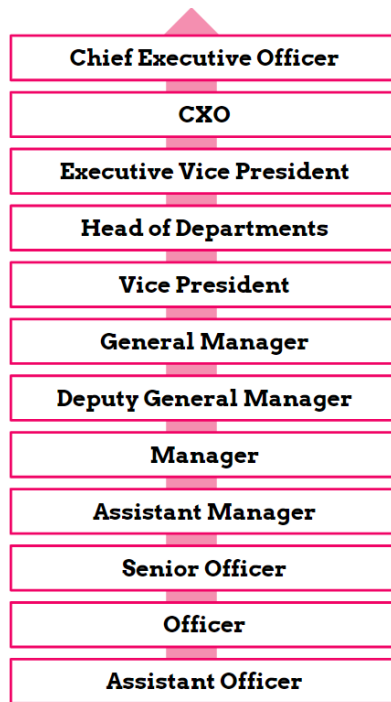 Chief Executive Officer
CXO
Executive Vice President
Head of Departments
Vice President
General Manager
Deputy General Manager
Manager
Assistant Manager
Senior Officer
Officer
Assistant Officer